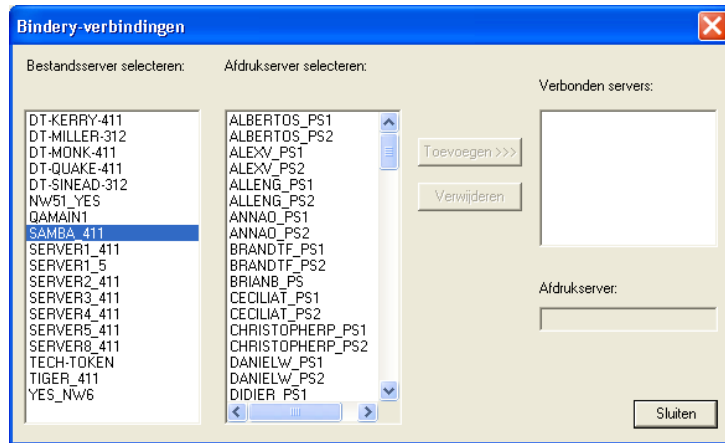 Bindery-verbindingen
Bestandsserver selecteren:
DT-KERRY-411
DT-MILLER-312
DT-MONK-411
DT-QUAKE-411
DT-SINEAD-312
NW51_YES
QAMAIN1
SAMBA_411
SERVER1_411
SERVER1_5
SERVER2_411
SERVER3_411
SERVER4_411
SERVER5_411
SERVER8_411
TECH-TOKEN
TIGER_411
YES_NW6
Afdrukserver selecteren:
ALBERTOS_PS1
ALBERTOS_PS2
ALEXV_PS1
ALEXV_PS2
ALLENG_PS1
ALLENG_PS2
ANNAO_PS1
ANNAO_PS2
BRANDTF_PS1
BRANDTF_PS2
BRIANB_PS
CECILIAT_PS1
CECILIAT_PS2
CHRISTOPHERP_PS1
CHRISTOPHERP_PS2
DANIELW_PS1
DANIELW_PS2
DIDIER_PS1
Toevoegen >>>
Verwijderen
Verbonden servers:
Afdrukserver:
Sluiten